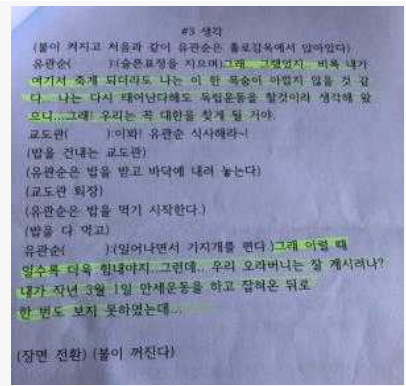 #3 생각
(불이 켜지고 처음과 같이 유관순은 홀로감옥에서 앉아있다)
유관순(        ):(슬픈표정을 지으며)그래...그랬었지.. 비록 내가
여기서 죽게 되더라도 나는 이 한 목숨이 아깝지 않을 것 같
다...나는 다시 태어난다해도 독립운동을 할것이라 생각해 왔
으니...그래! 우리는 꼭 대한을 찾게 될 거야.
교도관(        ):이봐! 유관순 식사해라~!
(밥을 건내는 교도관)
(유관순은 밥을 받고 바닥에 내려 놓는다)
(교도관 퇴장)
(유관순은 밥을 먹기 시작한다.)
(밥을 다 먹고)
유관순(        ):(일어나면서 기지개를 편다.)그래 이럴 때
일수록 더욱 힘내야지...그런데.. 우리 오라버니는 잘 계시려나?
내가 작년 3월 1일 만세운동을 하고 잡혀온 뒤로
한 번도 보지 못하였는데...
(장면 전환) (불이 꺼진다)